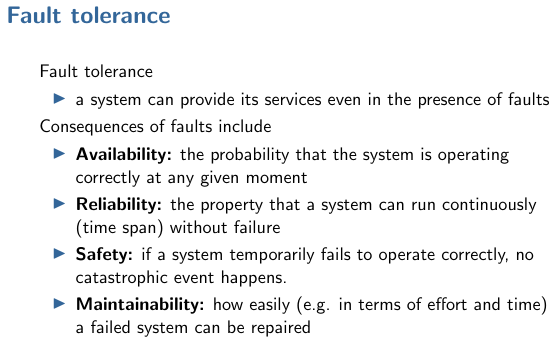 Fault tolerance
Fault tolerance
▶ a system can provide its services even in the presence of faults
Consequences of faults include
▶ Availability: the probability that the system is operating
correctly at any given moment
▶ Reliability: the property that a system can run continuously
(time span) without failure
▶ Safety: if a system temporarily fails to operate correctly, no
catastrophic event happens.
▶ Maintainability: how easily (e.g. in terms of effort and time)
a failed system can be repaired